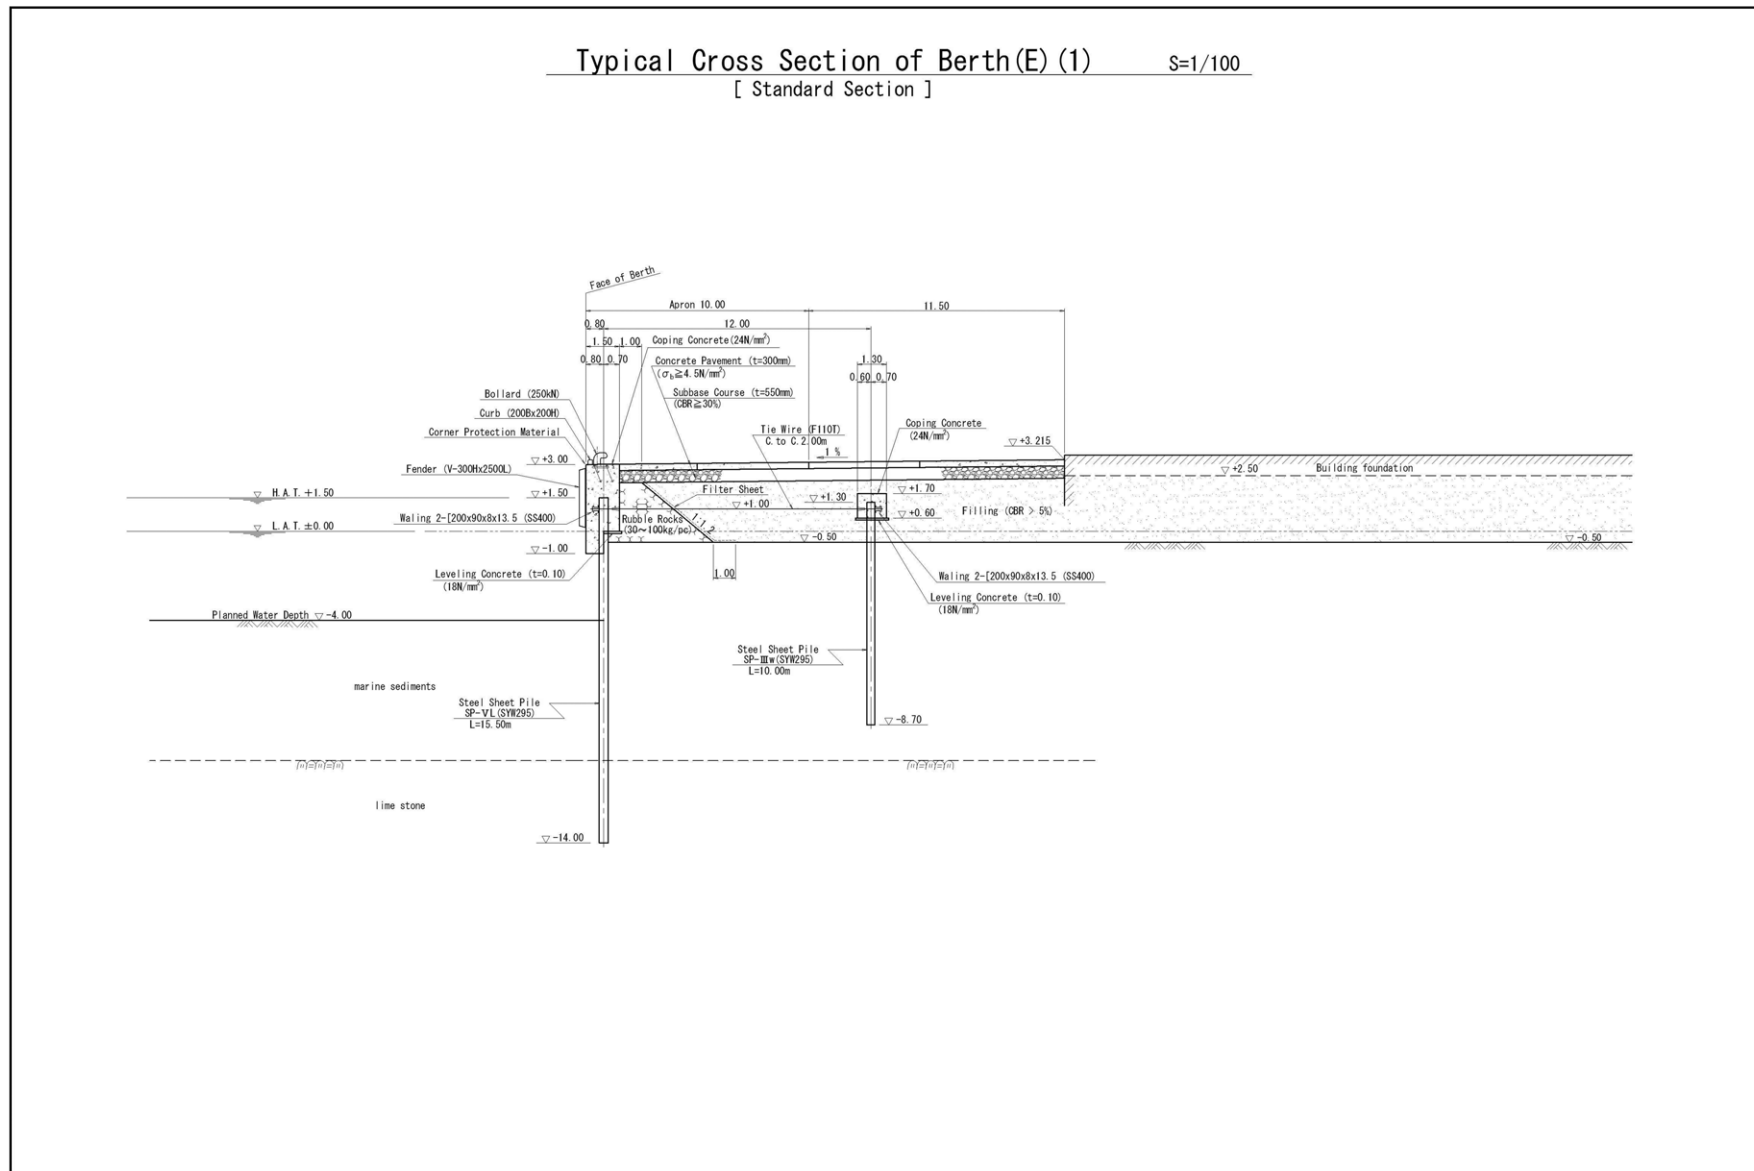 Typical Cross Section of Berth(E)(1) S=1/100
[ Standard Section ]
Face of Berth
Apron 10.00
11.50
0.80
12.00
1.50
1.00
Coping Concrete(24N/mm²)
0.80
0.70
Concrete Pavement (t=300mm)
(σb≧4.5N/mm²)
1.30
0.60
0.70
Bollard (250kN)
Subbase Course (t=550mm)
(CBR≧30%)
Curb (200Bx200H)
Corner Protection Material
Tie Wire (F110T)
C. to C. 2.00m
1 %
Coping Concrete
(24N/mm²)
▽ +3.215
▽ +3.00
Fender (V-300Hx2500L)
▽ +2.50
Building foundation
▽ H.A.T. +1.50
▽ +1.50
Filter Sheet
▽ +1.00
▽ +1.30
▽ +1.70
Waling 2-[200x90x8x13.5 (SS400)
Rubble Rocks
(30~100kg/pc)
1:1.2
▽ +0.60
Filling (CBR > 5%)
▽ L.A.T. ±0.00
▽ -0.50
▽ -0.50
▽ -1.00
Leveling Concrete (t=0.10)
(18N/mm²)
1.00
Waling 2-[200x90x8x13.5 (SS400)
Leveling Concrete (t=0.10)
(18N/mm²)
Planned Water Depth ▽ -4.00
Steel Sheet Pile
SP-Ⅲw(SYW295)
L=10.00m
marine sediments
Steel Sheet Pile
SP-ⅤL(SYW295)
L=15.50m
▽ -8.70
lime stone
▽ -14.00